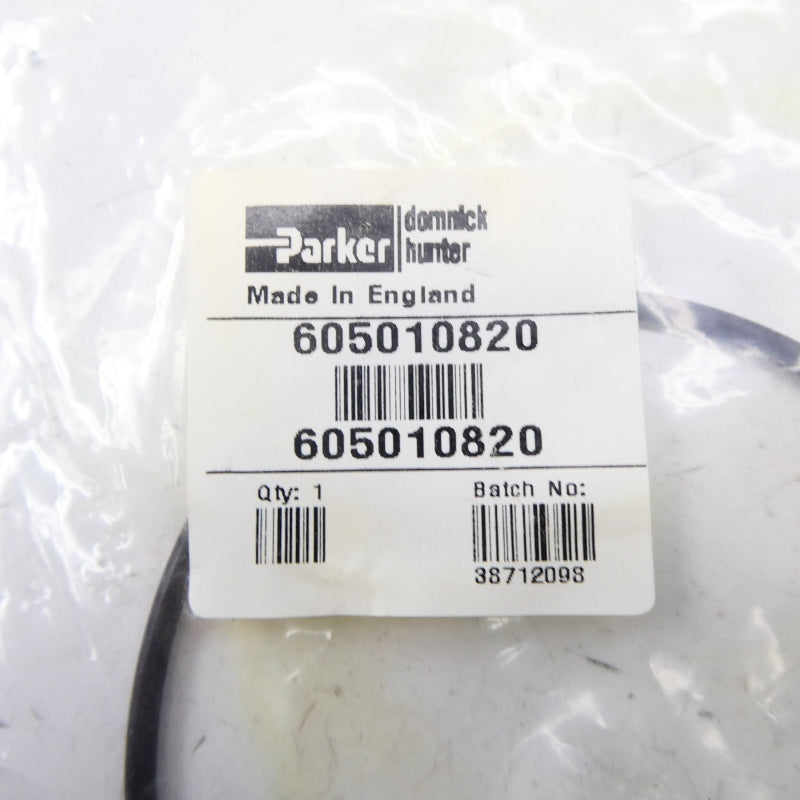 Parker domnick
hunter
Made In England
605010820
605010820
Qty: 1
Batch No:
38712098